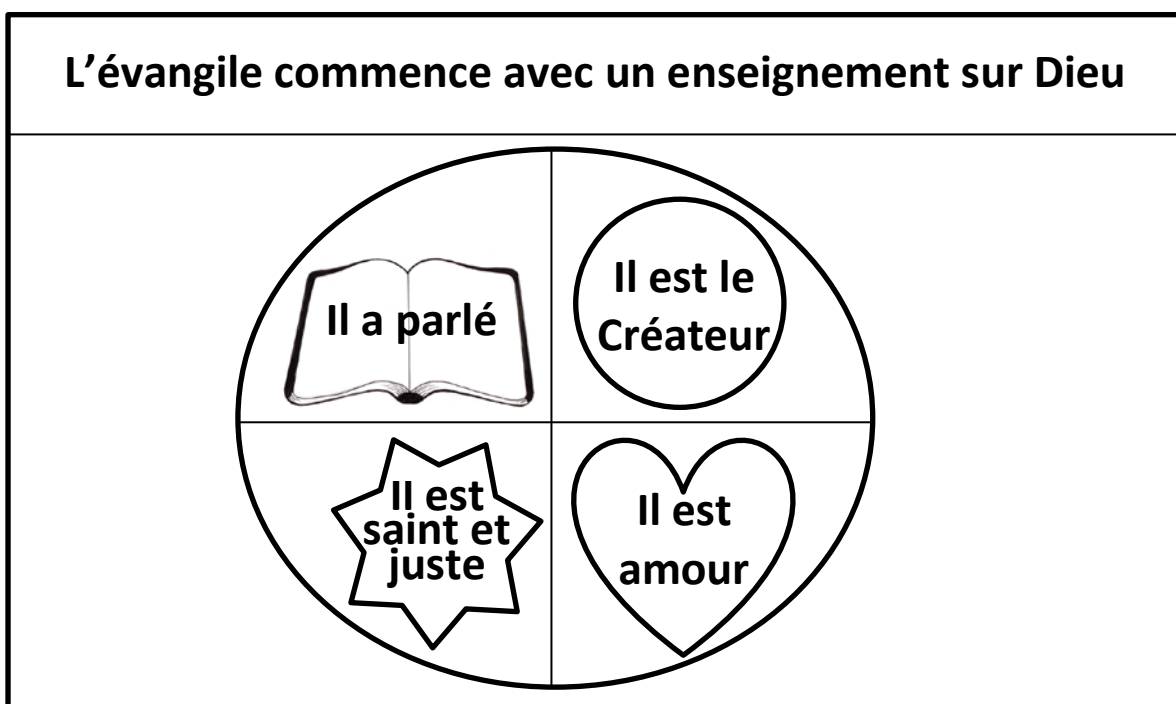 L’évangile commence avec un enseignement sur Dieu
Il a parlé
Il est le
Créateur
Il est
saint et
juste
Il est
amour